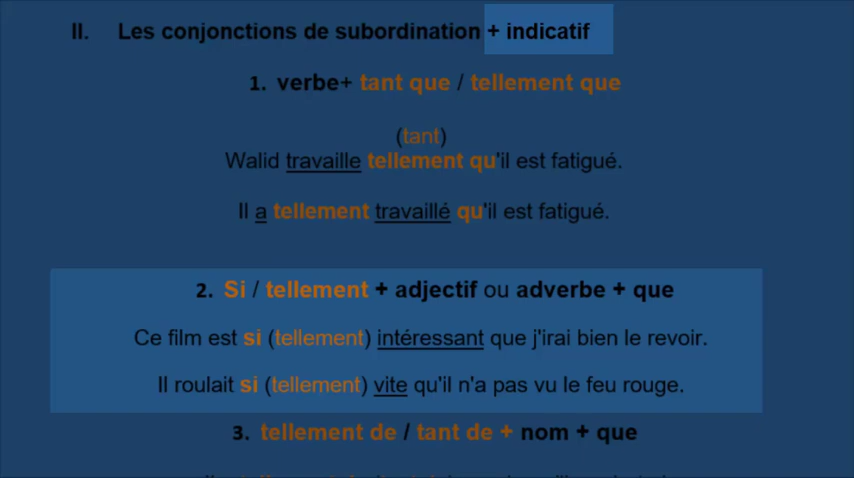 II. Les conjonctions de subordination + indicatif
1. verbe+ tant que / tellement que
(tant)
Walid travaille tellement qu'il est fatigué.
Il a tellement travaillé qu'il est fatigué.
2. Si / tellement + adjectif ou adverbe + que
Ce film est si (tellement) intéressant que j'irai bien le revoir.
Il roulait si (tellement) vite qu'il n'a pas vu le feu rouge.
3. tellement de / tant de + nom + que